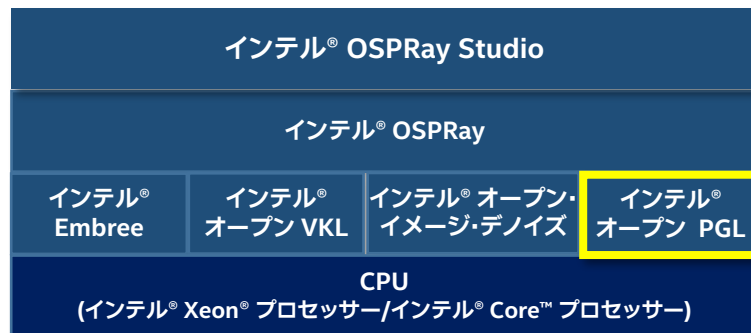 インテル® OSPRay Studio
インテル® OSPRay
インテル®
Embree
インテル®
オープン VKL
インテル® オープン・
イメージ・デノイズ
インテル®
オープン PGL
CPU
(インテル® Xeon® プロセッサー/インテル® Core™ プロセッサー)